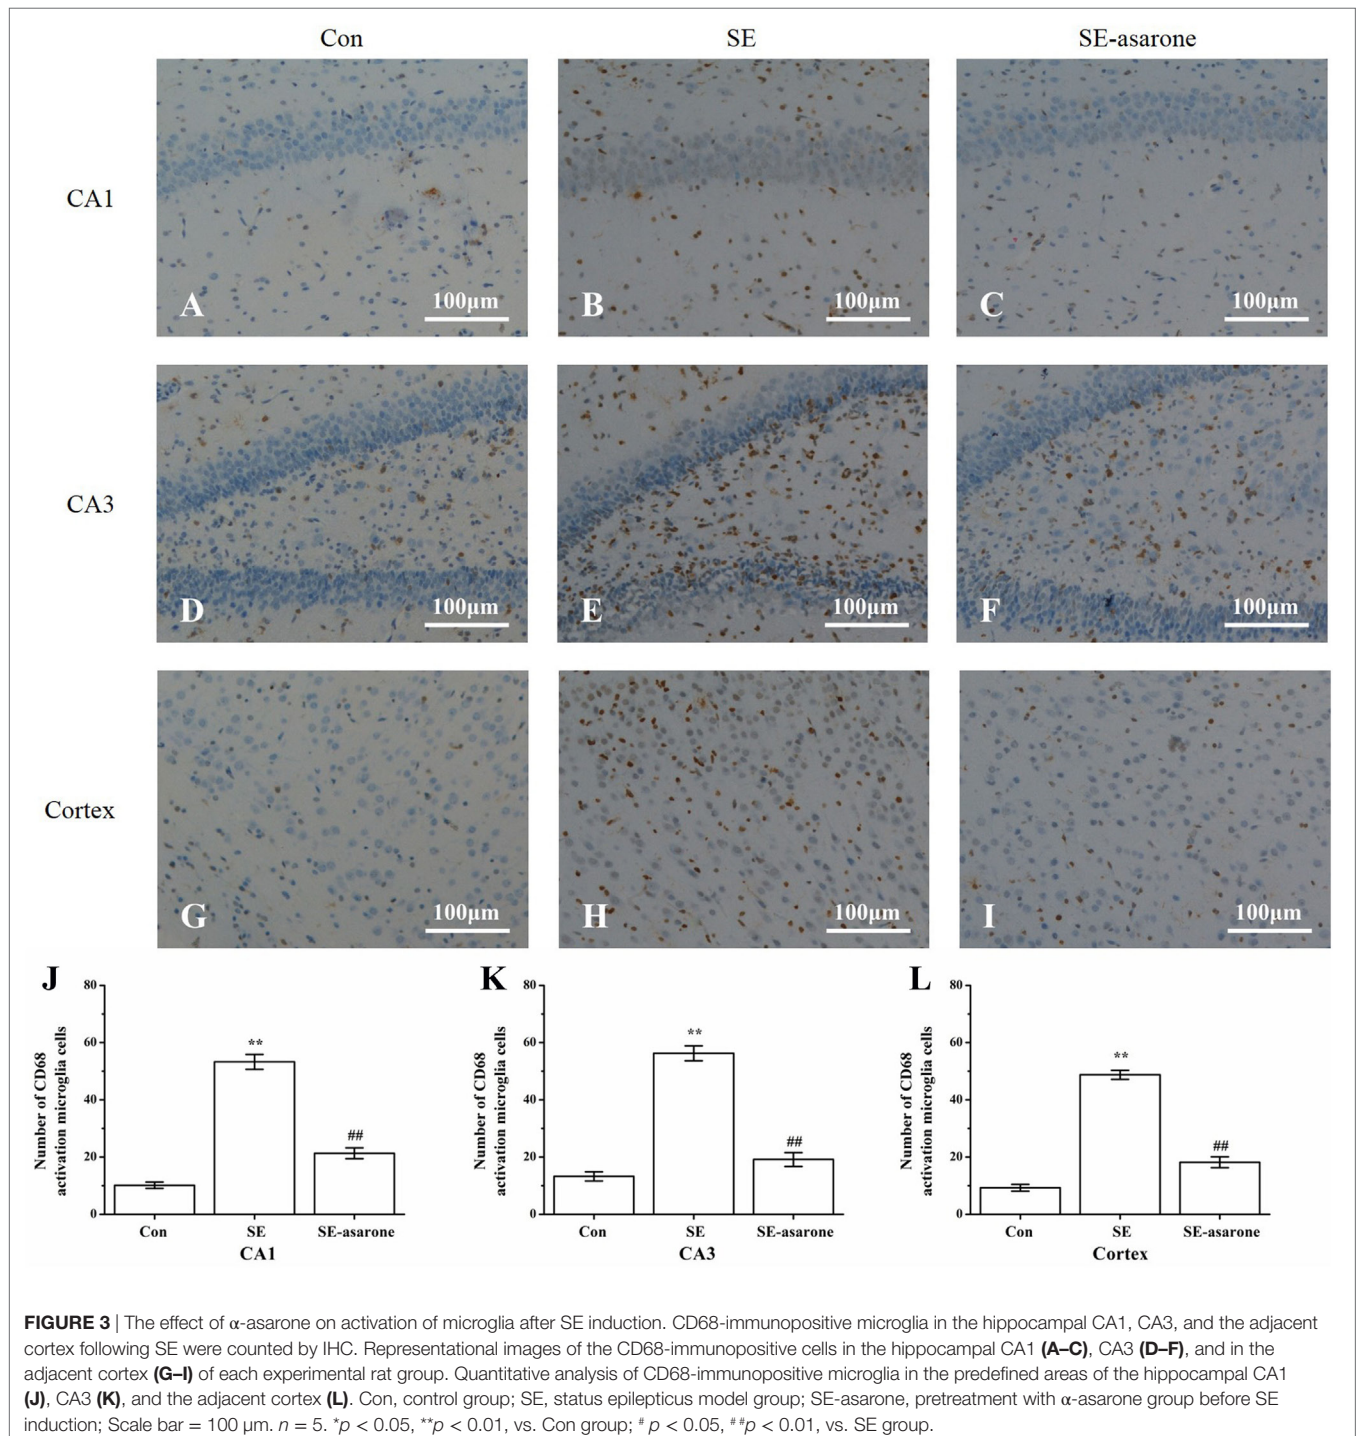 Con SE SE-asarone
CA1
A 100μm B 100μm C 100μm
CA3
D 100μm E 100μm F 100μm
Cortex
G 100μm H 100μm I 100μm
J
Number of CD68
activation microglia cells
80
60
40
20
0
**
##
Con SE SE-asarone
CA1
K
Number of CD68
activation microglia cells
80
60
40
20
0
**
##
Con SE SE-asarone
CA3
L
Number of CD68
activation microglia cells
80
60
40
20
0
**
##
Con SE SE-asarone
Cortex
FIGURE 3 | The effect of α-asarone on activation of microglia after SE induction. CD68-immunopositive microglia in the hippocampal CA1, CA3, and the adjacent
cortex following SE were counted by IHC. Representational images of the CD68-immunopositive cells in the hippocampal CA1 (A–C), CA3 (D–F), and in the
adjacent cortex (G–I) of each experimental rat group. Quantitative analysis of CD68-immunopositive microglia in the predefined areas of the hippocampal CA1
(J), CA3 (K), and the adjacent cortex (L). Con, control group; SE, status epilepticus model group; SE-asarone, pretreatment with α-asarone group before SE
induction; Scale bar = 100 μm. n = 5. *p < 0.05, **p < 0.01, vs. Con group; # p < 0.05, # #p < 0.01, vs. SE group.